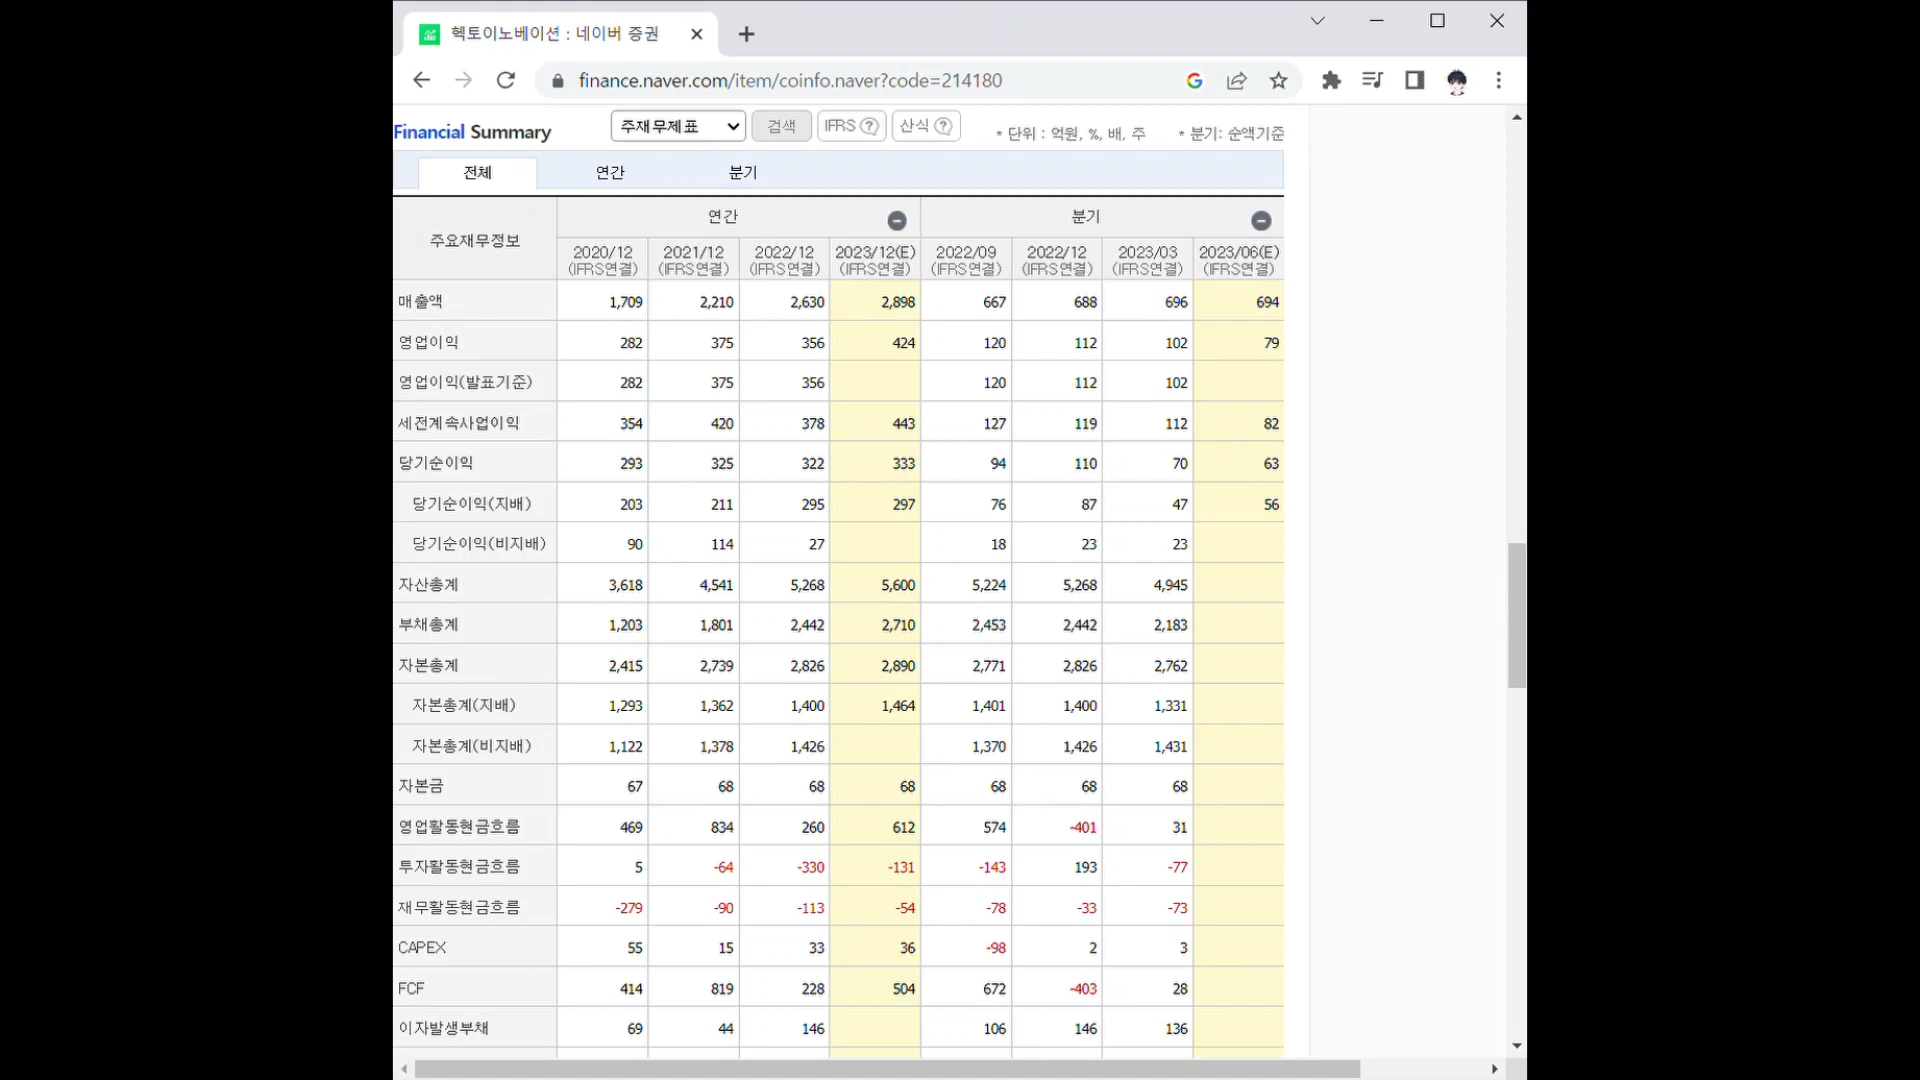 헥토이노베이션 : 네이버 증권
finance.naver.com/item/coinfo.naver?code=214180
Financial Summary 주재무제표 검색 IFRS ? 산식 ? * 단위 : 억원, %, 배, 주 * 분기: 순액기준
전체 연간 분기
주요재무정보 연간 분기
2020/12 2021/12 2022/12 2023/12(E) 2022/09 2022/12 2023/03 2023/06(E)
(IFRS연결) (IFRS연결) (IFRS연결) (IFRS연결) (IFRS연결) (IFRS연결) (IFRS연결) (IFRS연결)
매출액 1,709 2,210 2,630 2,898 667 688 696 694
영업이익 282 375 356 424 120 112 102 79
영업이익(발표기준) 282 375 356 120 112 102
세전계속사업이익 354 420 378 443 127 119 112 82
당기순이익 293 325 322 333 94 110 70 63
당기순이익(지배) 203 211 295 297 76 87 47 56
당기순이익(비지배) 90 114 27 18 23 23
자산총계 3,618 4,541 5,268 5,600 5,224 5,268 4,945
부채총계 1,203 1,801 2,442 2,710 2,453 2,442 2,183
자본총계 2,415 2,739 2,826 2,890 2,771 2,826 2,762
자본총계(지배) 1,293 1,362 1,400 1,464 1,401 1,400 1,331
자본총계(비지배) 1,122 1,378 1,426 1,370 1,426 1,431
자본금 67 68 68 68 68 68 68
영업활동현금흐름 469 834 260 612 574 -401 31
투자활동현금흐름 5 -64 -330 -131 -143 193 -77
재무활동현금흐름 -279 -90 -113 -54 -78 -33 -73
CAPEX 55 15 33 36 -98 2 3
FCF 414 819 228 504 672 -403 28
이자발생부채 69 44 146 106 146 136